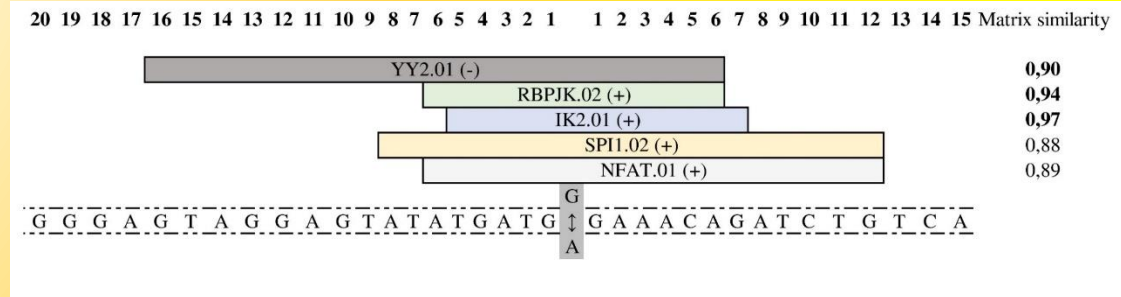 20 19 18 17 16 15 14 13 12 11 10 9 8 7 6 5 4 3 2 1 1 2 3 4 5 6 7 8 9 10 11 12 13 14 15 Matrix similarity
YY2.01 (-) 0,90
RBPJK.02 (+) 0,94
IK2.01 (+) 0,97
SPI1.02 (+) 0,88
NFAT.01 (+) 0,89
G
G G G A G T A G G A G T A T A T G A T G ↕ G A A A C A G A T C T G T C A
A